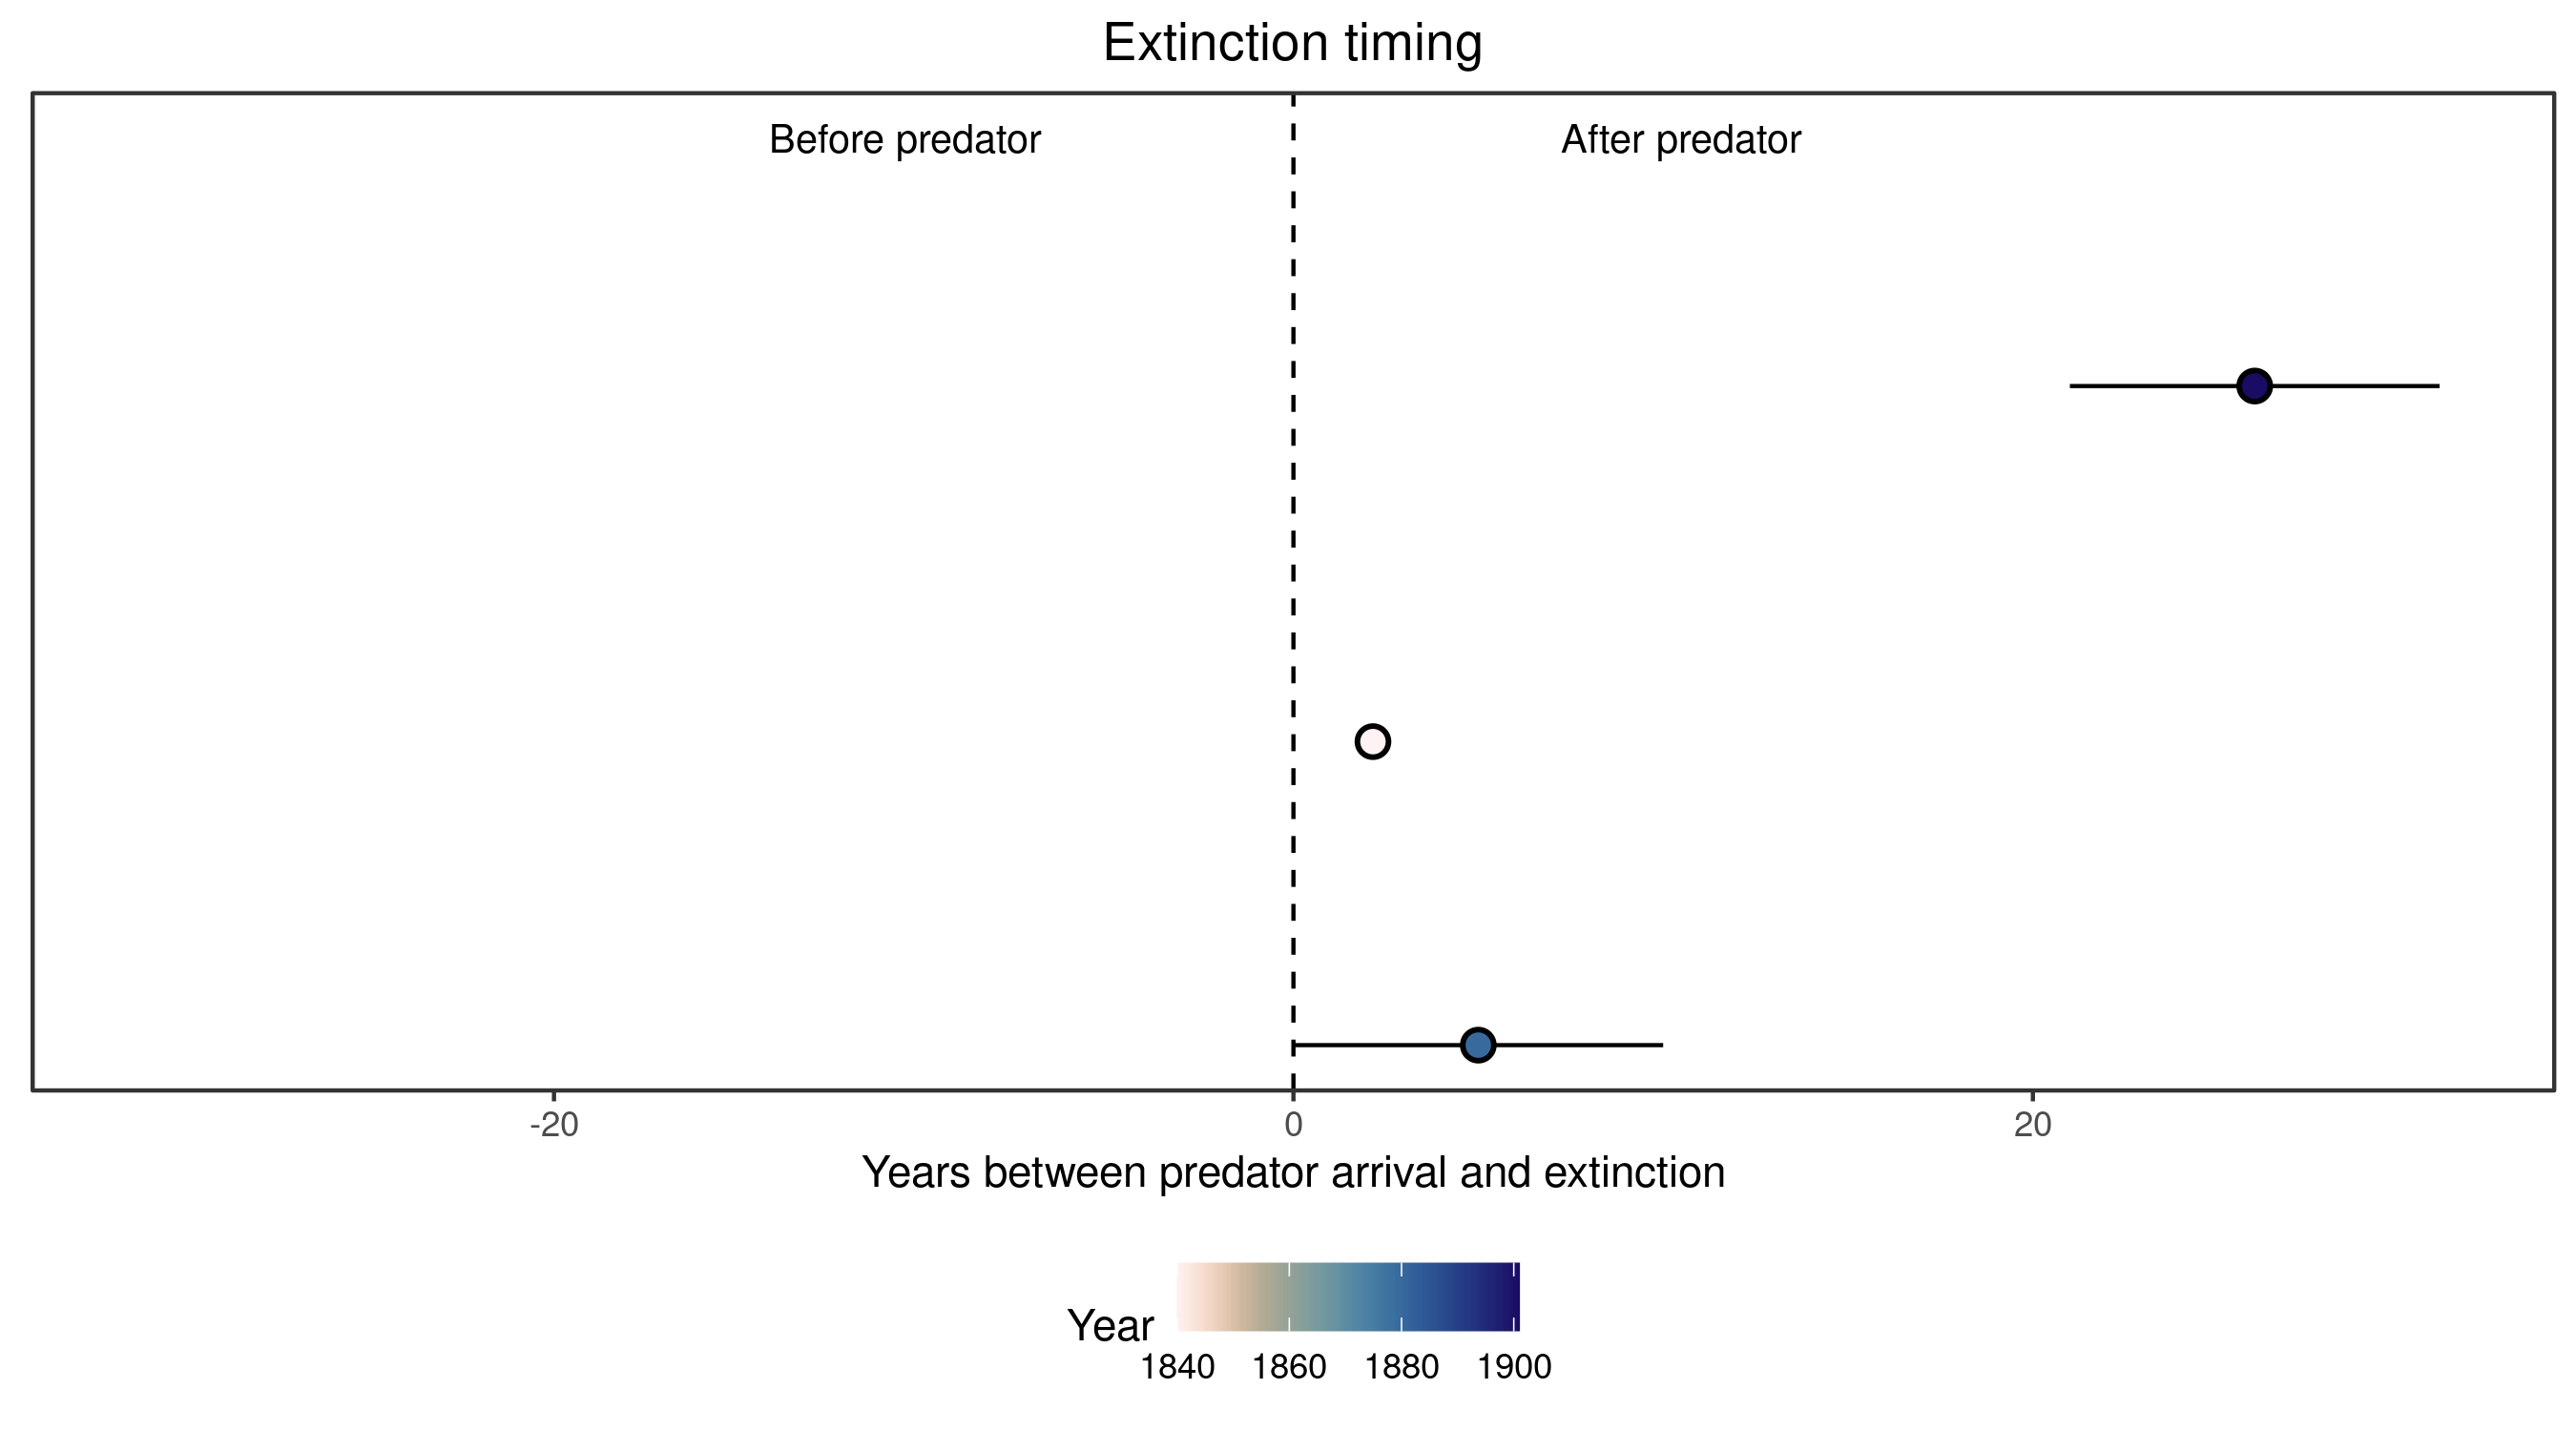 Extinction timing
Before predator After predator
-20 0 20
Years between predator arrival and extinction
Year
1840 1860 1880 1900